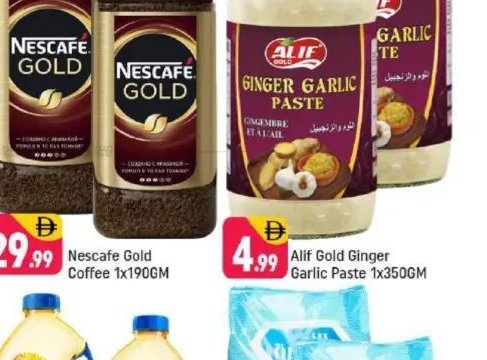 NESCAFÉ
GOLD
NESCAFÉ
GOLD
ALIF
GOLD
GINGER GARLIC
PASTE
GINGEMBRE
ET À L'AIL
الثوم والزنجبيل
GARLIC
TE
الثوم والزنجبيل
29.99
Nescafe Gold
Coffee 1x190GM
4.99
Alif Gold Ginger
Garlic Paste 1x350GM